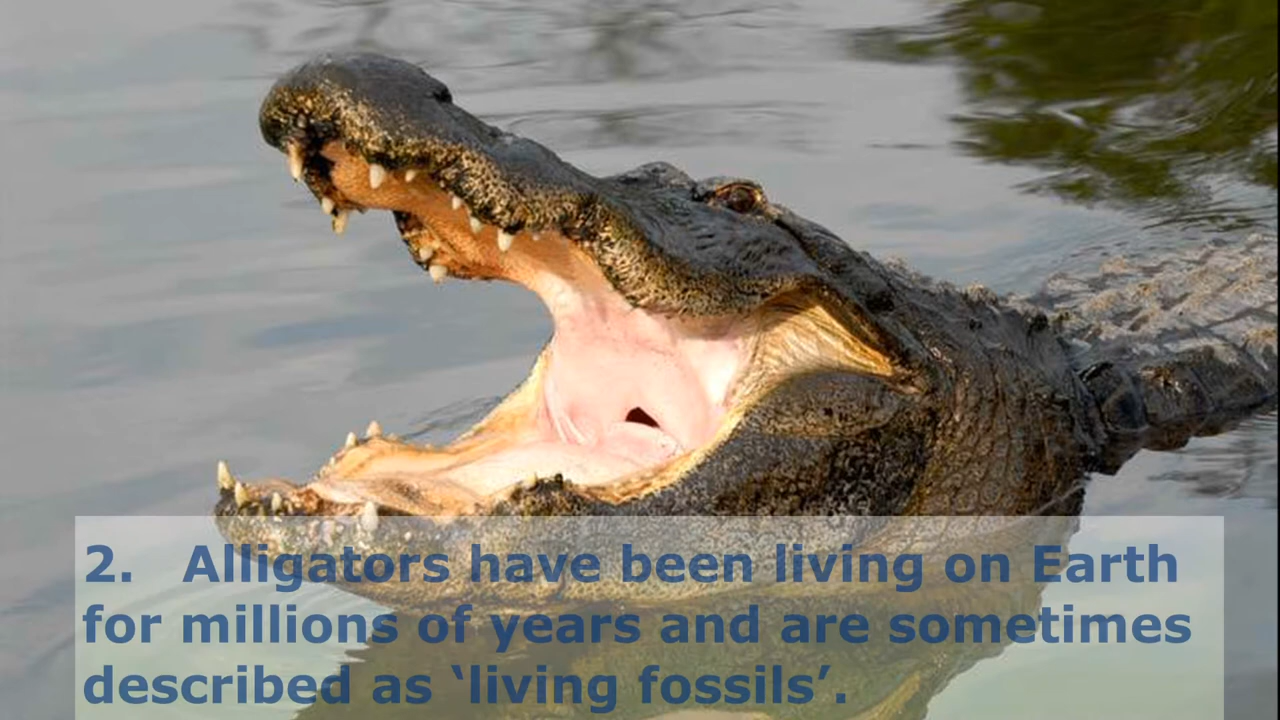 2. Alligators have been living on Earth
for millions of years and are sometimes
described as ‘living fossils’.